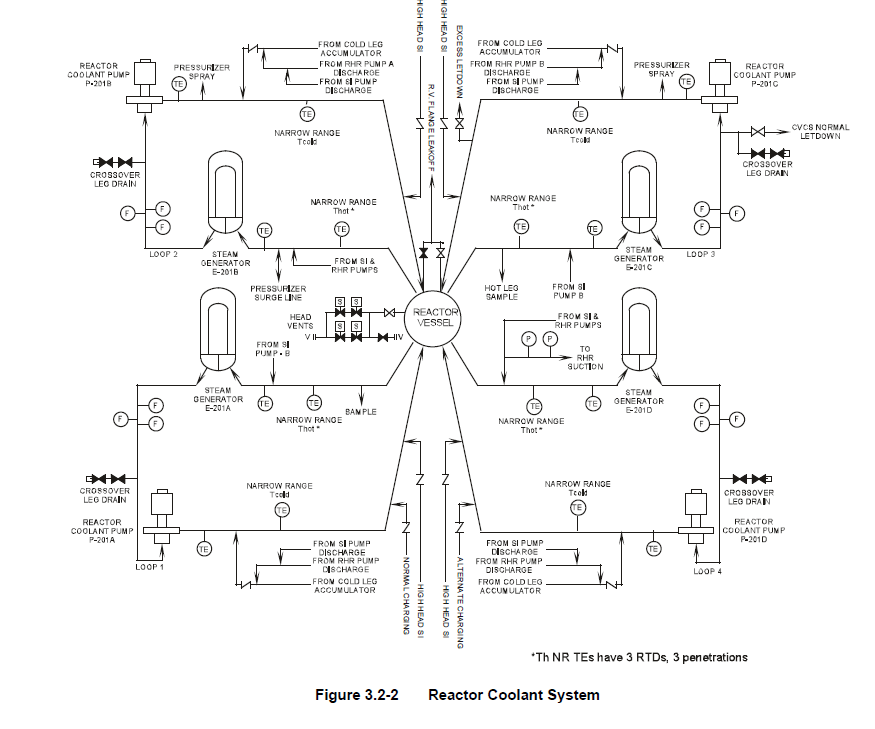 HIGH HEAD SI
HIGH HEAD SI
EXCESS LETDOWN
R.V. FLANGE LEAKOFF
FROM COLD LEG
ACCUMULATOR
FROM RHR PUMP A
DISCHARGE
FROM SI PUMP
DISCHARGE
REACTOR
COOLANT PUMP
P-201B
PRESSURIZER
SPRAY
TE
TE
NARROW RANGE
Tcold
CROSSOVER
LEG DRAIN
F
F
F
LOOP 2
STEAM
GENERATOR
E-201B
TE
NARROW RANGE
Thot *
TE
FROM SI &
RHR PUMPS
PRESSURIZER
SURGE LINE
FROM COLD LEG
ACCUMULATOR
FROM RHR PUMP B
DISCHARGE
FROM SI PUMP
DISCHARGE
PRESSURIZER
SPRAY
TE
REACTOR
COOLANT PUMP
P-201C
TE
NARROW RANGE
Tcold
CVCS NORMAL
LETDOWN
CROSSOVER
LEG DRAIN
NARROW RANGE
Thot *
TE
TE
F
F
F
STEAM
GENERATOR
E-201C
LOOP 3
HOT LEG
SAMPLE
FROM SI
PUMP B
REACTOR
VESSEL
HEAD
VENTS
S
S
S
S
V
V
FROM SI
PUMP - B
STEAM
GENERATOR
E-201A
TE
TE
NARROW RANGE
Thot *
SAMPLE
F
F
F
CROSSOVER
LEG DRAIN
REACTOR
COOLANT PUMP
P-201A
LOOP 1
TE
NARROW RANGE
Tcold
TE
FROM SI PUMP
DISCHARGE
FROM RHR PUMP
DISCHARGE
FROM COLD LEG
ACCUMULATOR
NORMAL CHARGING
HIGH HEAD SI
HIGH HEAD SI
ALTERNATE CHARGING
FROM SI &
RHR PUMPS
P
P
TO
RHR
SUCTION
TE
NARROW RANGE
Thot *
TE
STEAM
GENERATOR
E-201D
F
F
F
CROSSOVER
LEG DRAIN
REACTOR
COOLANT PUMP
P-201D
LOOP 4
NARROW RANGE
Tcold
TE
TE
FROM SI PUMP
DISCHARGE
FROM RHR PUMP
DISCHARGE
FROM COLD LEG
ACCUMULATOR
*Th NR TEs have 3 RTDs, 3 penetrations
Figure 3.2-2 Reactor Coolant System